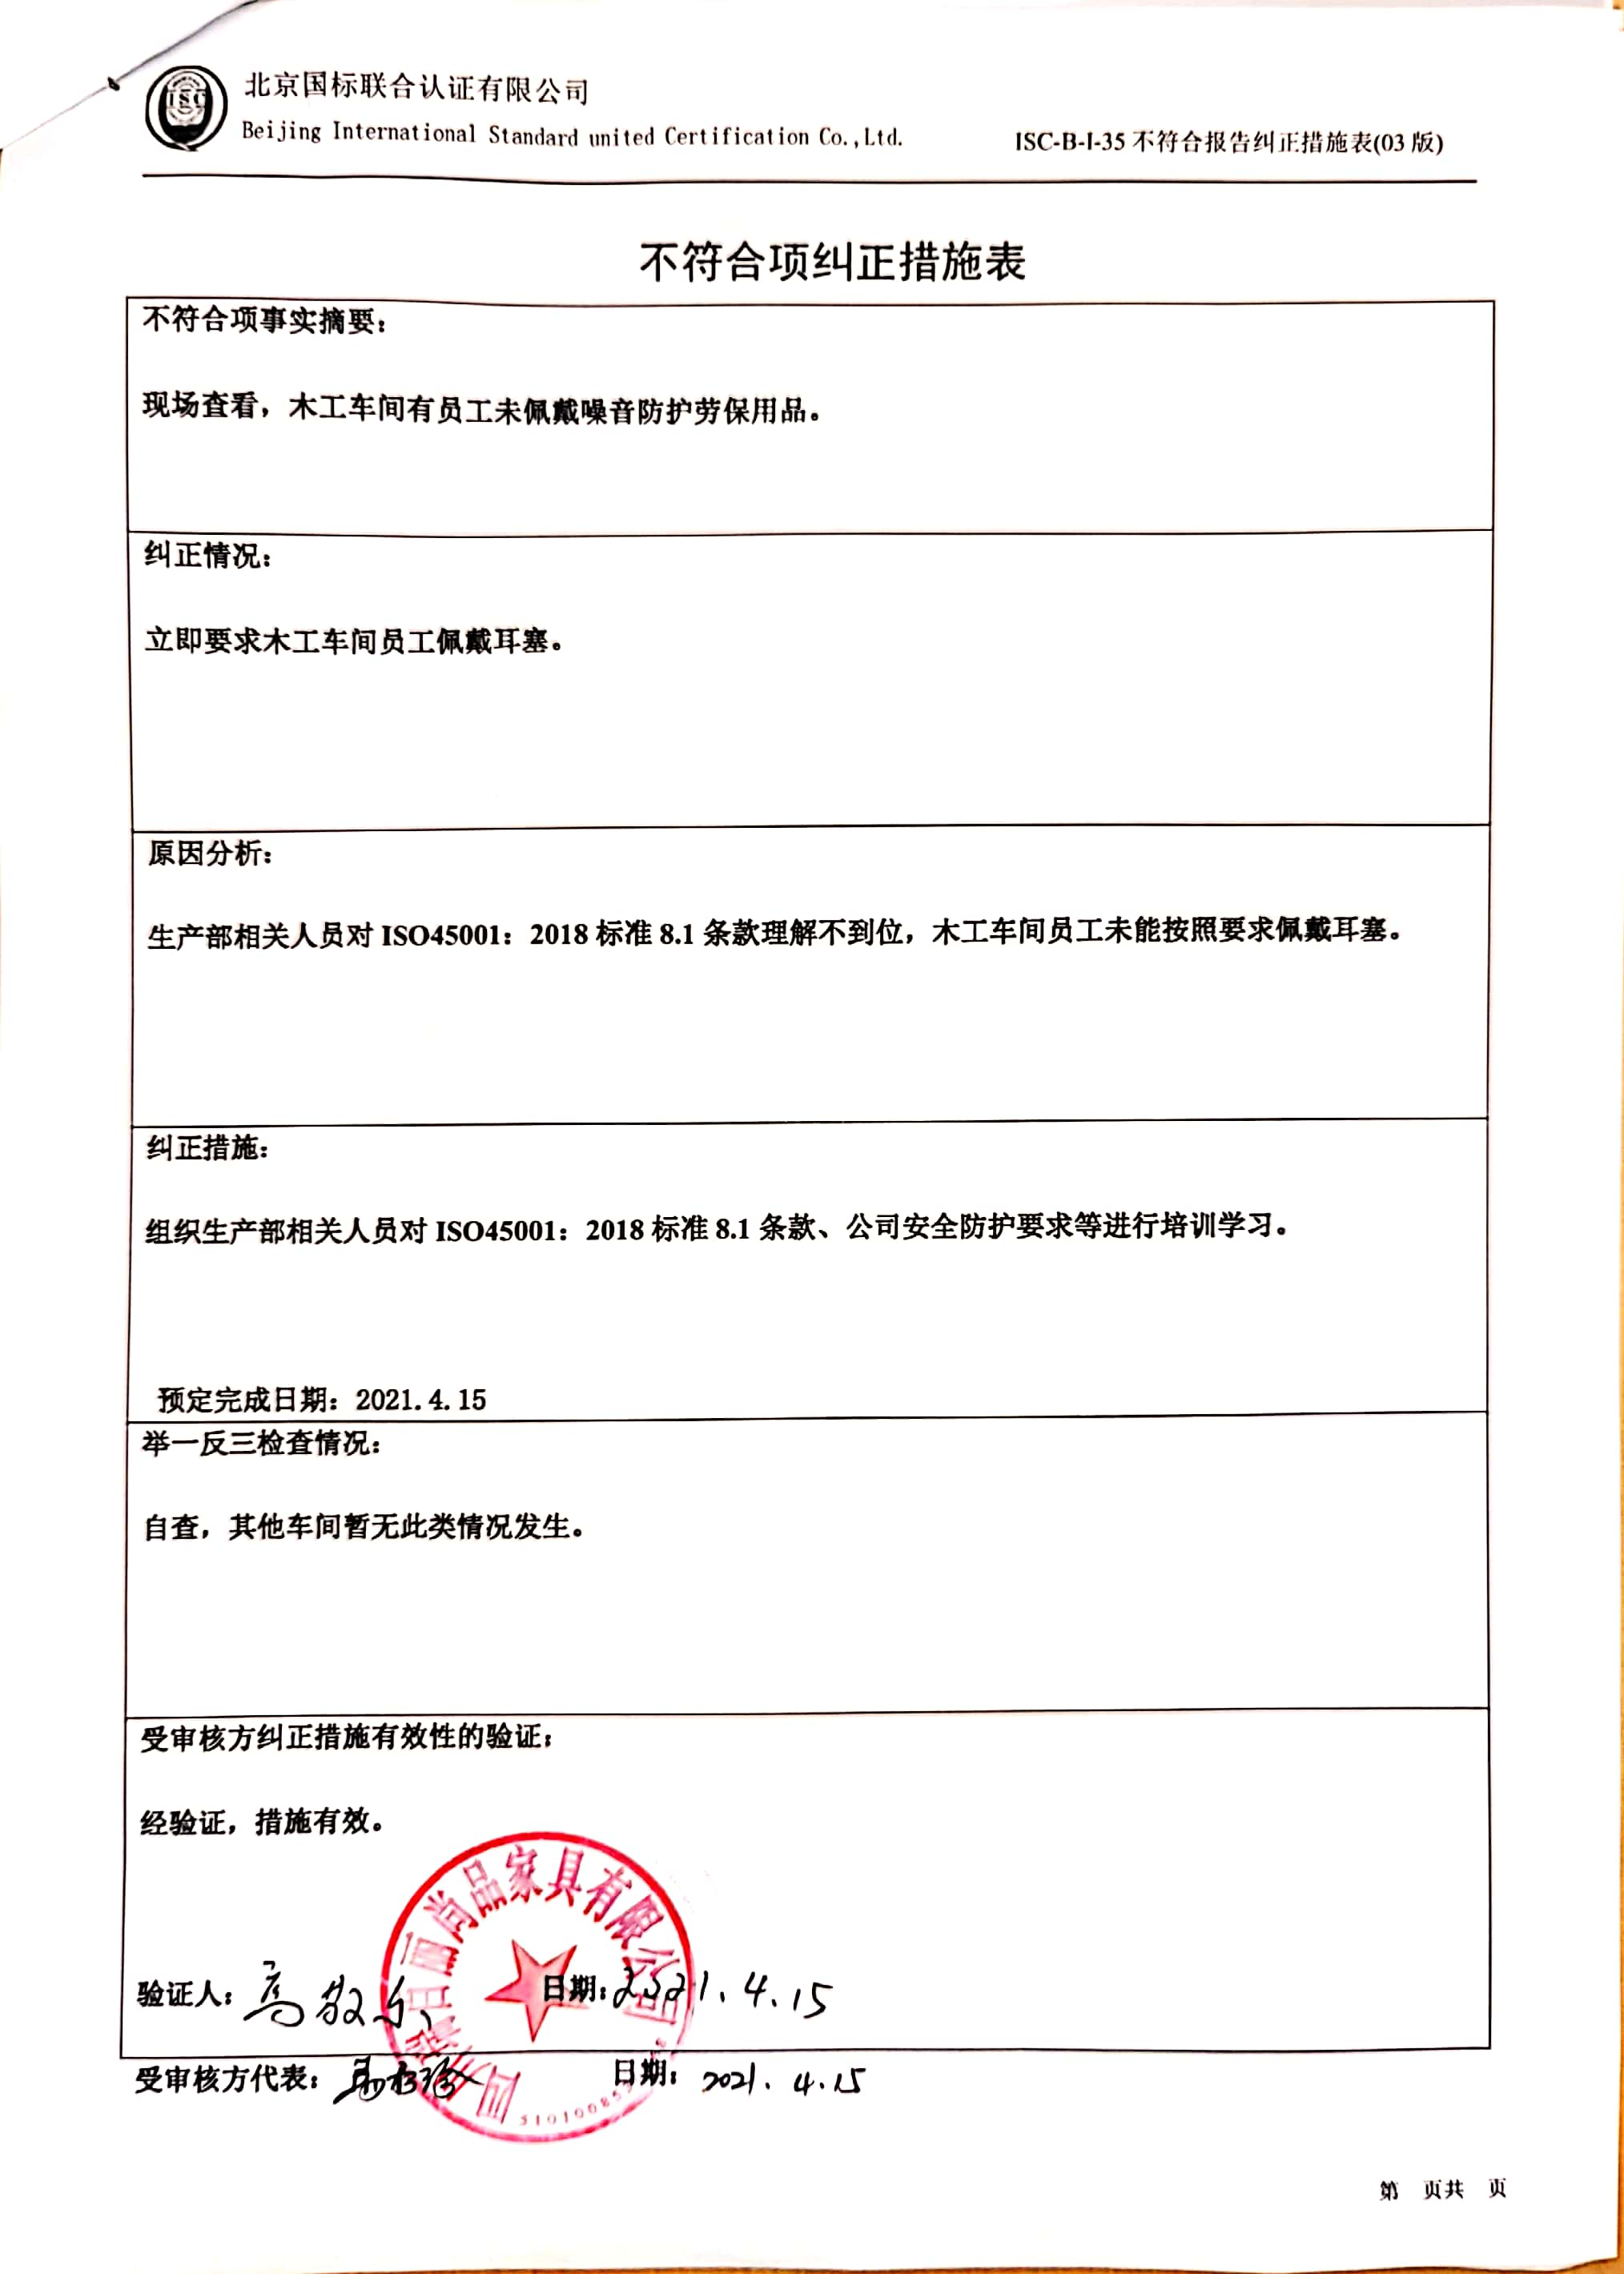 ISC
北京国标联合认证有限公司
Beijing International Standard united Certification Co.,Ltd.
ISC-B-I-35 不符合报告纠正措施表(03 版)
不符合项纠正措施表
不符合项事实摘要：
现场查看，木工车间有员工未佩戴噪音防护劳保用品。
纠正情况：
立即要求木工车间员工佩戴耳塞。
原因分析：
生产部相关人员对 ISO45001：2018 标准 8.1 条款理解不到位，木工车间员工未能按照要求佩戴耳塞。
纠正措施：
组织生产部相关人员对 ISO45001：2018 标准 8.1 条款、公司安全防护要求等进行培训学习。
预定完成日期：2021.4.15
举一反三检查情况：
自查，其他车间暂无此类情况发生。
受审核方纠正措施有效性的验证：
经验证，措施有效。
尚品家具有限公司
验证人：高 日期：2021.4.15
受审核方代表： 日期：2021.4.15
第 页共 页